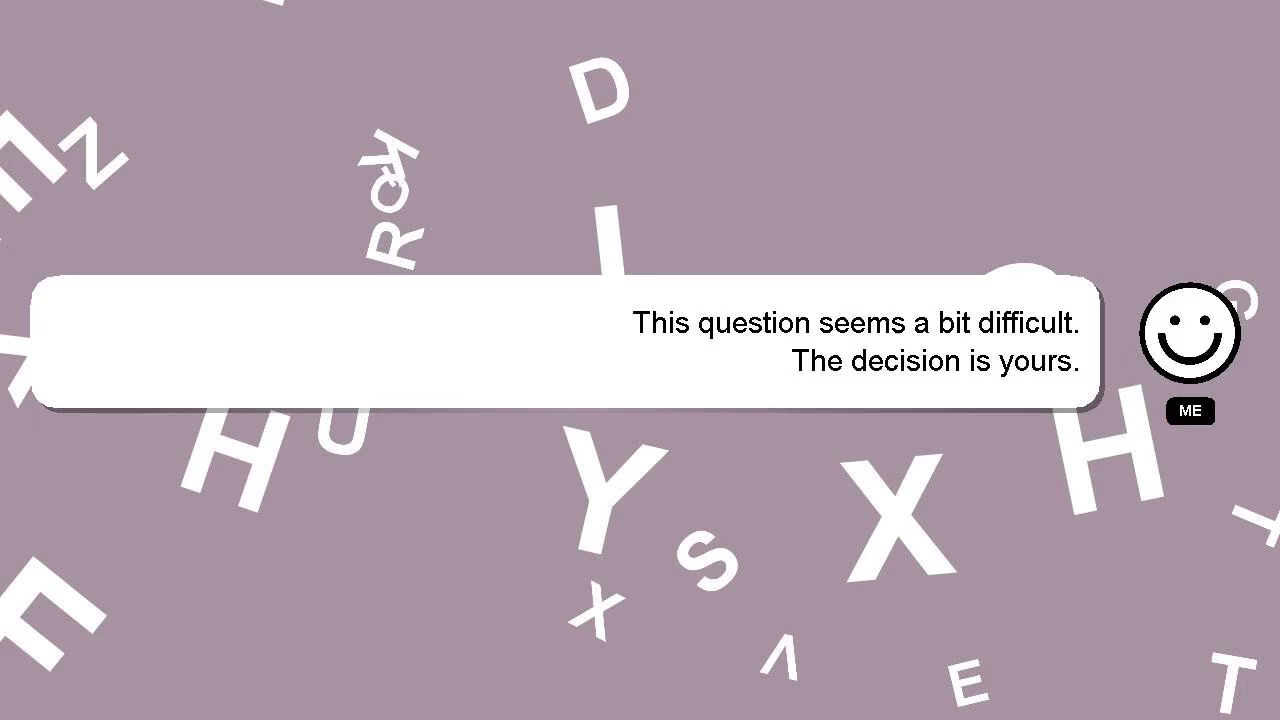 D
N
K
R
I
G
This question seems a bit difficult.
The decision is yours.
ME
H
U
Y
X
H
S
X
V
E
T